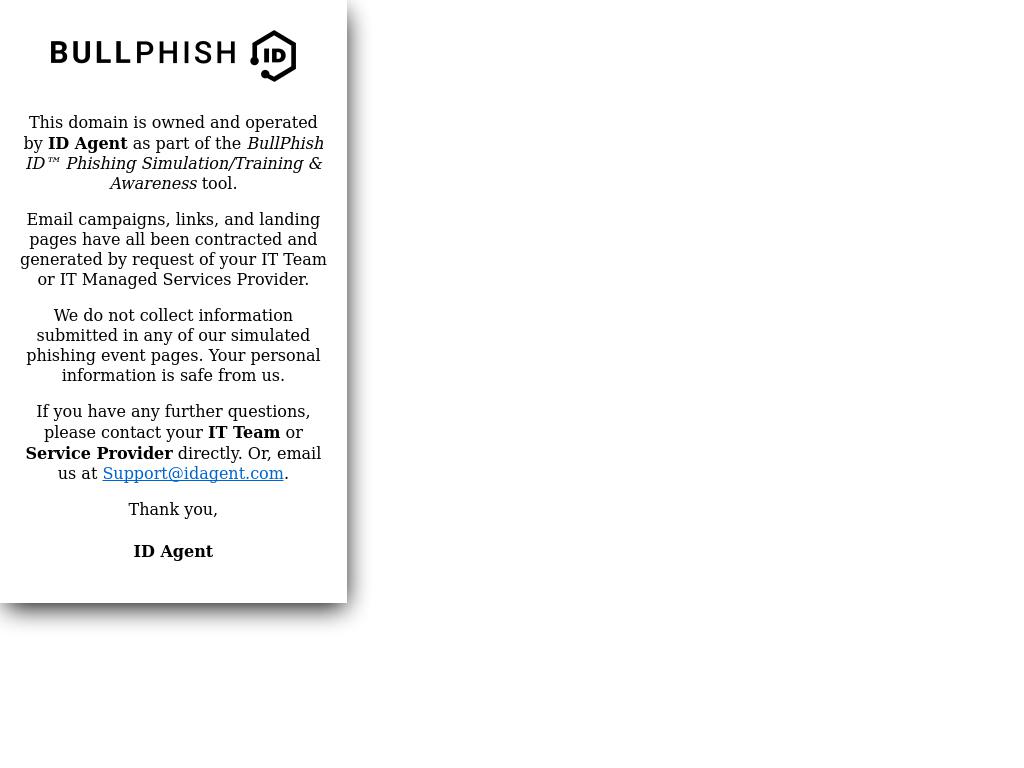 BULLPHISH ID
This domain is owned and operated
by ID Agent as part of the BullPhish
ID™ Phishing Simulation/Training &
Awareness tool.
Email campaigns, links, and landing
pages have all been contracted and
generated by request of your IT Team
or IT Managed Services Provider.
We do not collect information
submitted in any of our simulated
phishing event pages. Your personal
information is safe from us.
If you have any further questions,
please contact your IT Team or
Service Provider directly. Or, email
us at Support@idagent.com.
Thank you,
ID Agent